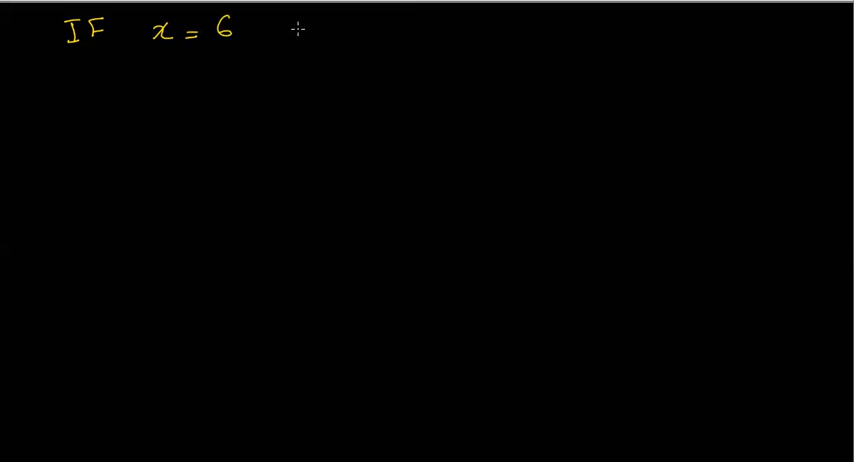 IF x = 6